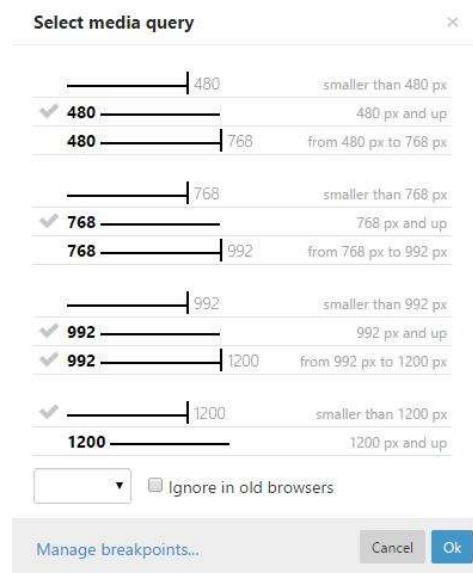 Select media query ×
480 smaller than 480 px
480 480 px and up
480 768 from 480 px to 768 px
768 smaller than 768 px
768 768 px and up
768 992 from 768 px to 992 px
992 smaller than 992 px
992 992 px and up
992 1200 from 992 px to 1200 px
1200 smaller than 1200 px
1200 1200 px and up
Ignore in old browsers
Manage breakpoints... Cancel Ok